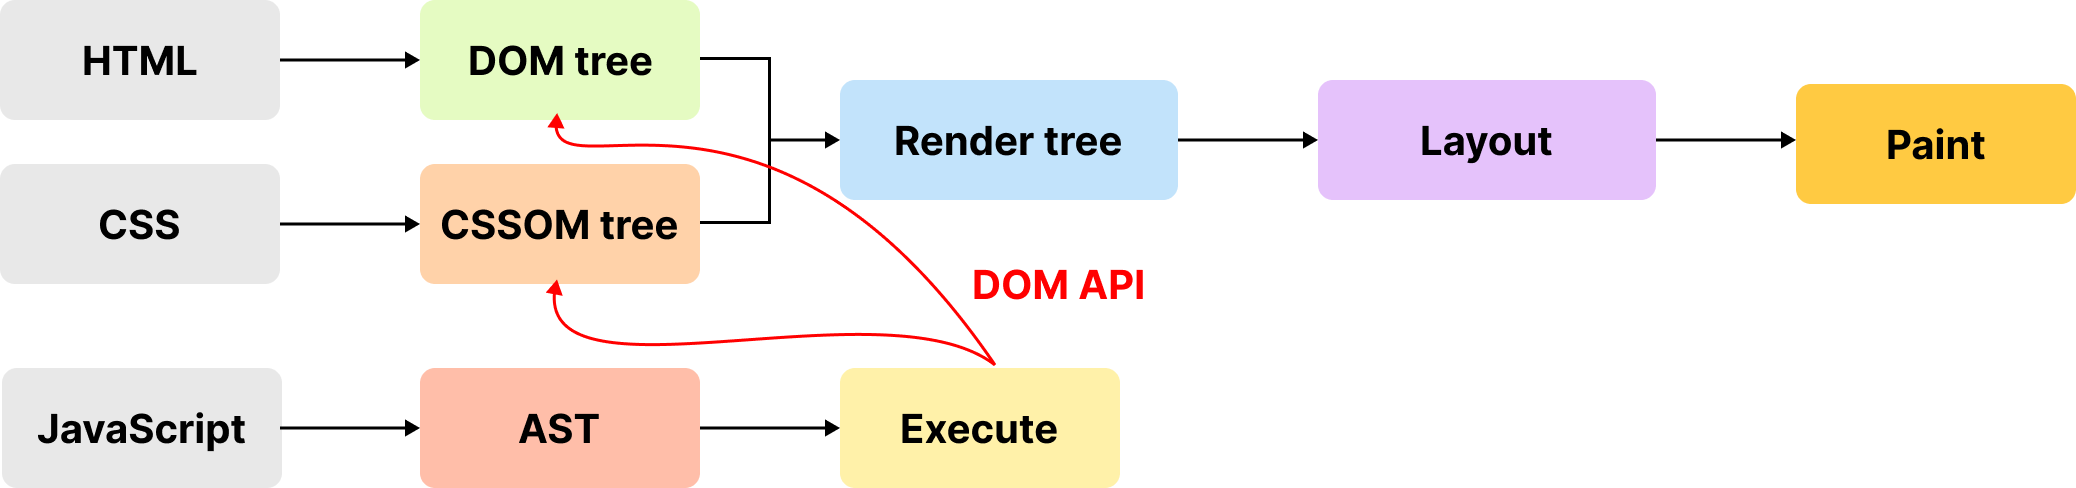 HTML
DOM tree
Render tree
Layout
Paint
CSS
CSSOM tree
DOM API
JavaScript
AST
Execute